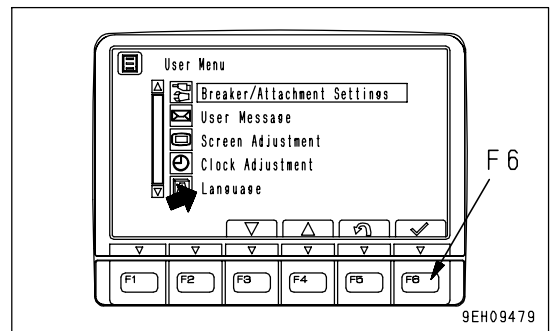 User Menu
Breaker/Attachment Settings
User Message
Screen Adjustment
Clock Adjustment
Language
F6
F1 F2 F3 F4 F5 F6
9EH09479